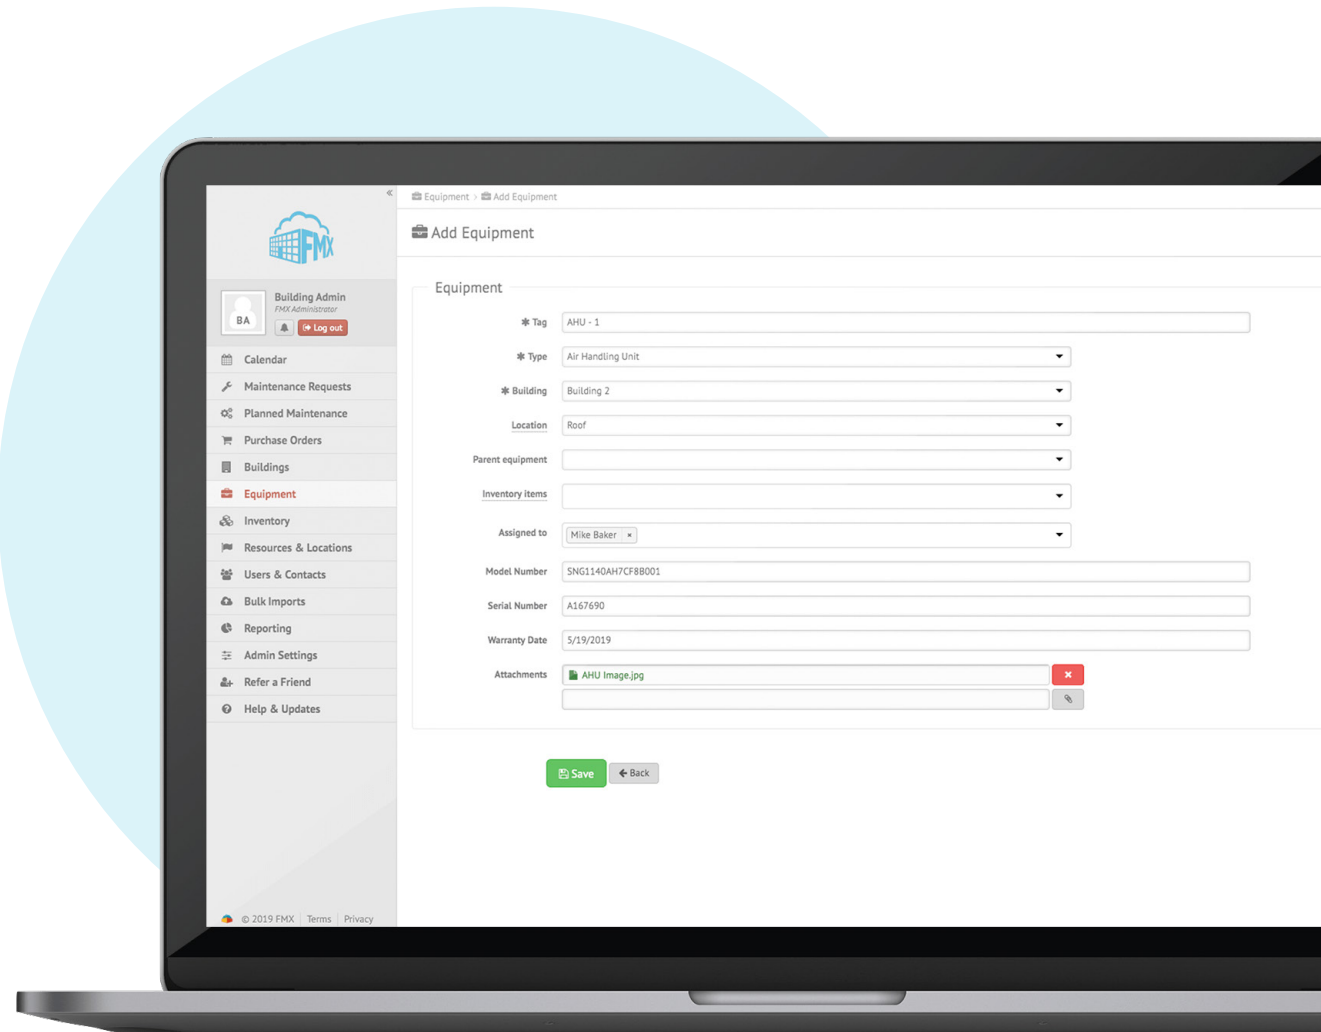 «
Equipment > Add Equipment
FMX
Add Equipment
Building Admin
FMX Administrator
BA
Log out
Calendar
Maintenance Requests
Planned Maintenance
Purchase Orders
Buildings
Equipment
Inventory
Resources & Locations
Users & Contacts
Bulk Imports
Reporting
Admin Settings
Refer a Friend
Help & Updates
© 2019 FMX | Terms | Privacy
Equipment
✱ Tag AHU - 1
✱ Type Air Handling Unit
✱ Building Building 2
Location Roof
Parent equipment
Inventory items
Assigned to Mike Baker ×
Model Number SNG1140AH7CF8B001
Serial Number A167690
Warranty Date 5/19/2019
Attachments AHU Image.jpg
Save Back